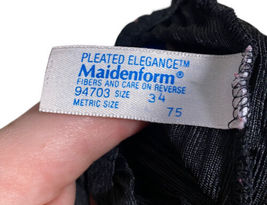 PLEATED ELEGANCE™
Maidenform®
FIBERS AND CARE ON REVERSE
94703 SIZE 34
METRIC SIZE 75